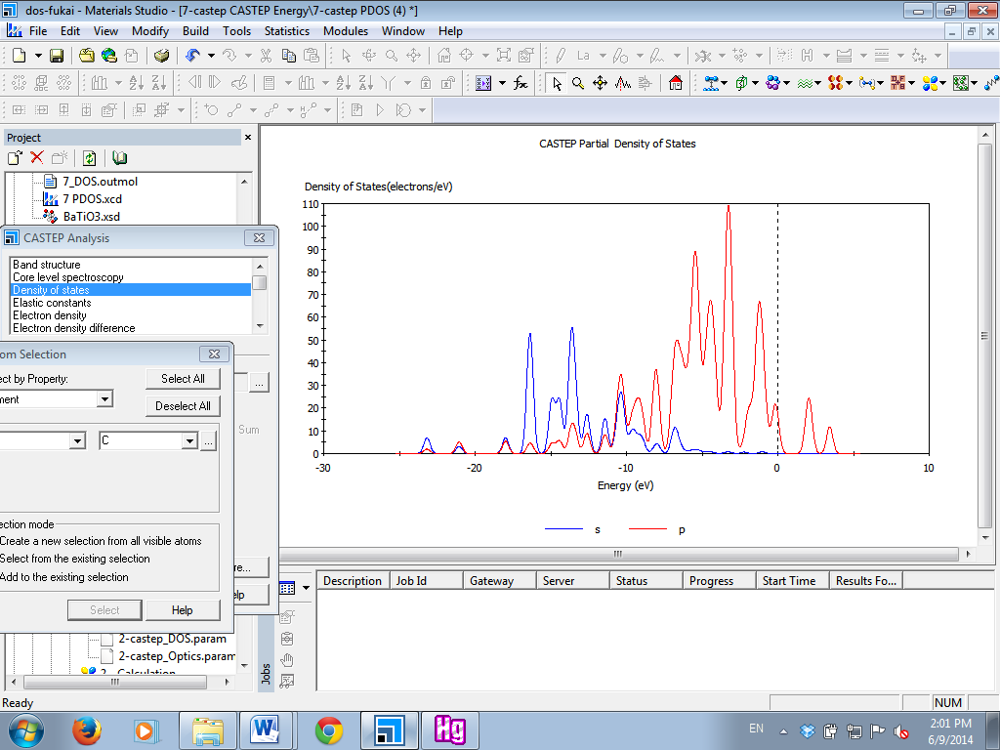 dos-fukai - Materials Studio - [7-castep CASTEP Energy\7-castep PDOS (4) *]
File Edit View Modify Build Tools Statistics Modules Window Help
Project
7_DOS.outmol
7 PDOS.xcd
BaTiO3.xsd
CASTEP Analysis
Band structure
Core level spectroscopy
Density of states
Elastic constants
Electron density
Electron density difference
...
Sum
re...
elp
om Selection
ect by Property:
Select All
ment
Deselect All
C
...
ection mode
Create a new selection from all visible atoms
Select from the existing selection
Add to the existing selection
Select Help
2-castep_DOS.param
2-castep_Optics.param
2 Calculation
CASTEP Partial Density of States
Density of States(electrons/eV)
110
100
90
80
70
60
50
40
30
20
10
0
-30 -20 -10 0 10
Energy (eV)
s p
Description Job Id Gateway Server Status Progress Start Time Results Fo...
Jobs
Ready
NUM
EN
2:01 PM
6/9/2014